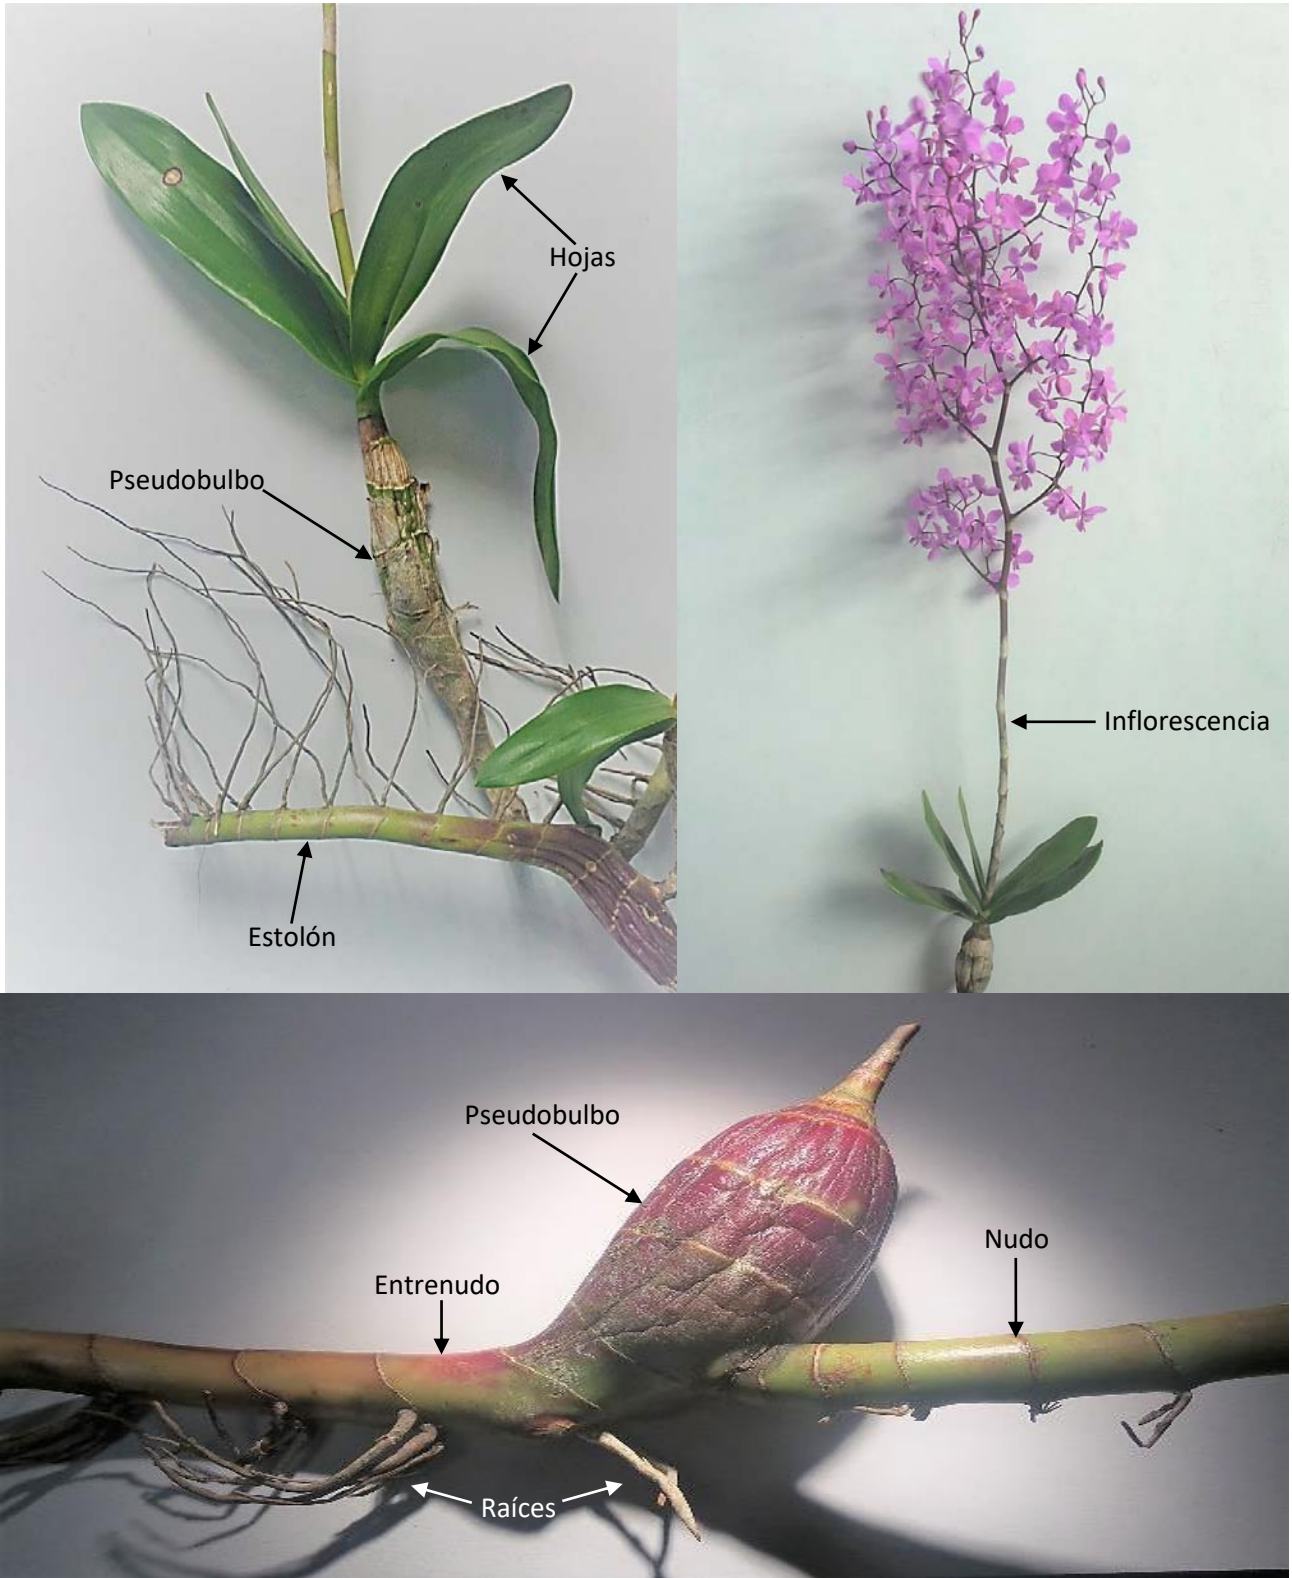 Hojas
Pseudobulbo
Estolón
Inflorescencia
Pseudobulbo
Nudo
Entrenudo
Raíces